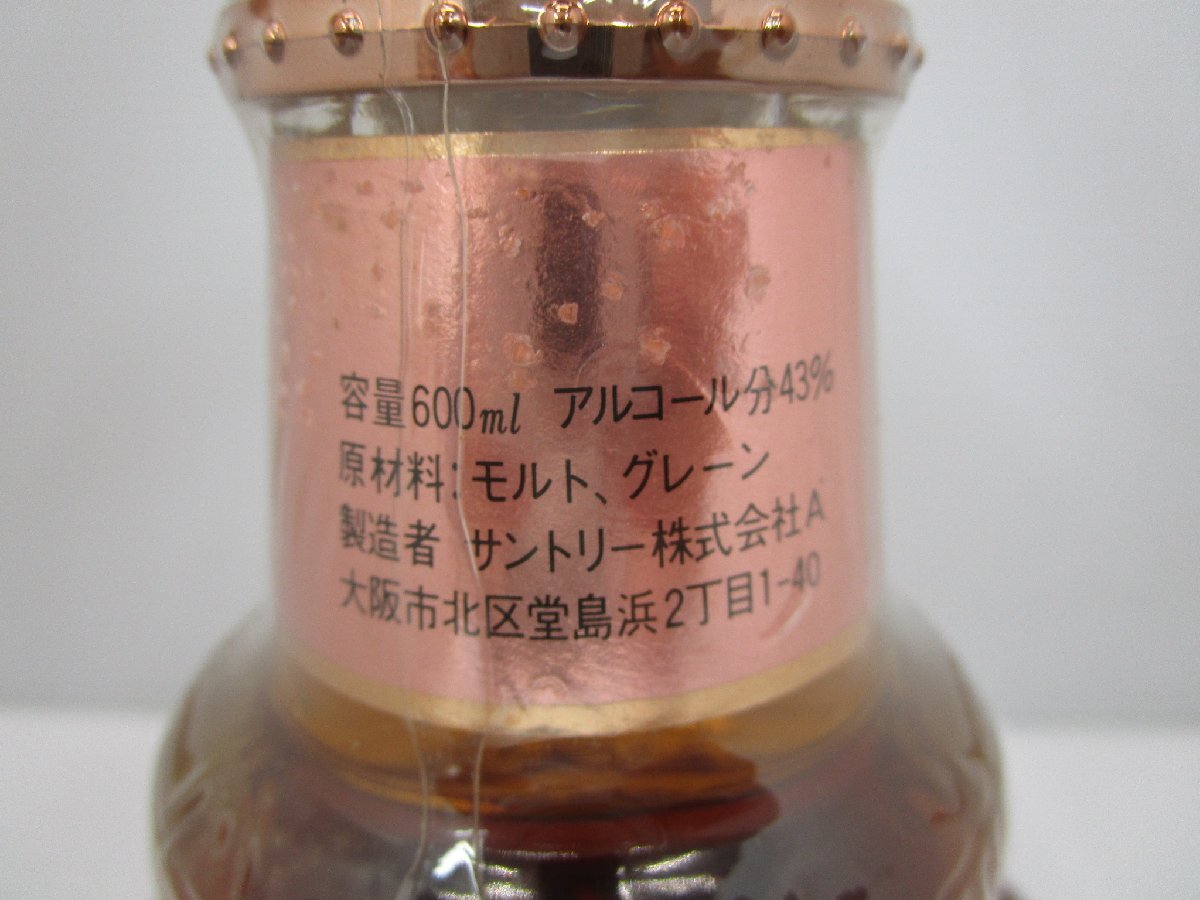 容量600ml アルコール分43%
原材料:モルト、グレーン
製造者 サントリー株式会社A
大阪市北区堂島浜2丁目1-40